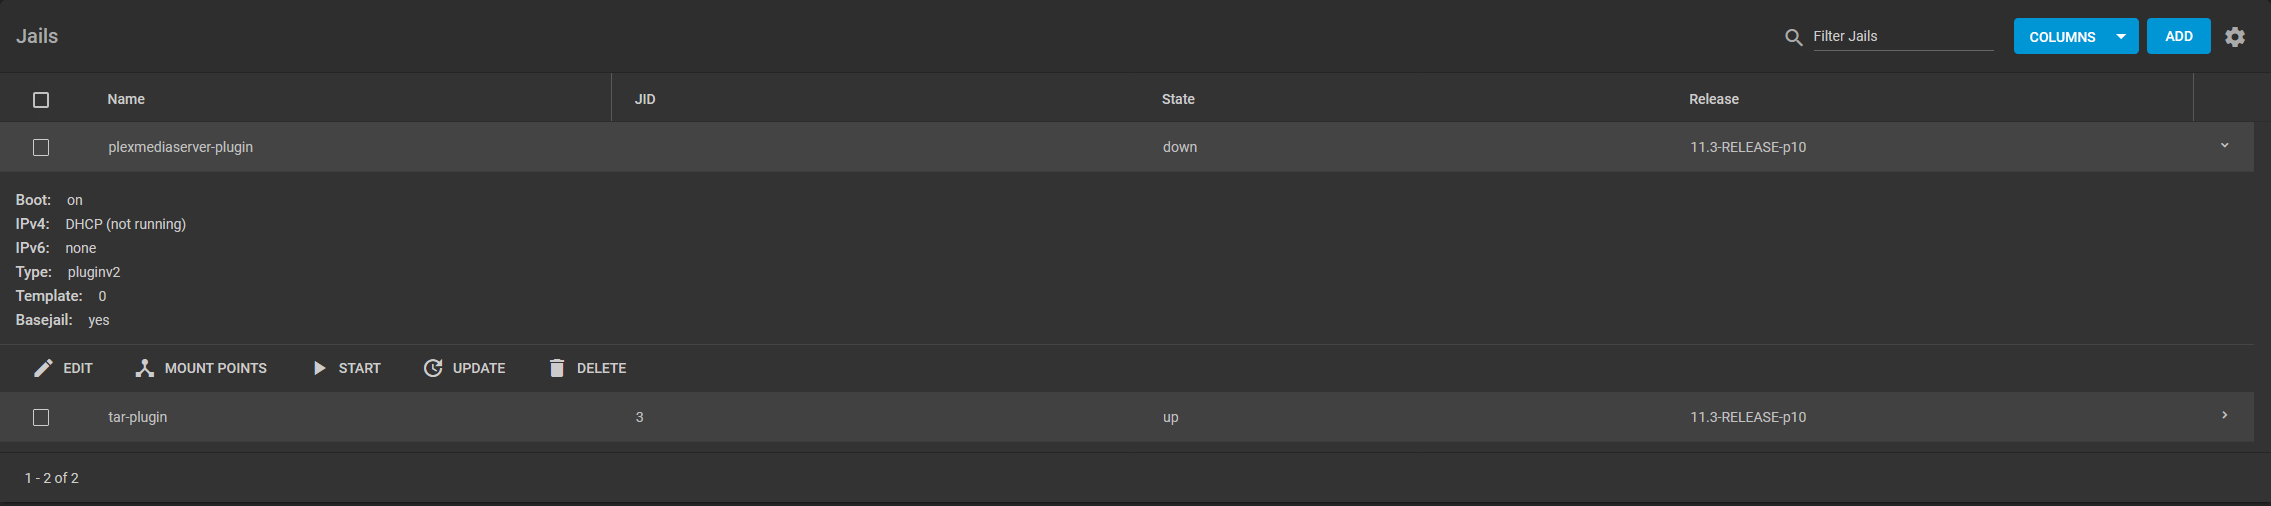 Jails
Filter Jails
COLUMNS
ADD
Name JID State Release
plexmediaserver-plugin down 11.3-RELEASE-p10
Boot: on
IPv4: DHCP (not running)
IPv6: none
Type: pluginv2
Template: 0
Basejail: yes
EDIT MOUNT POINTS START UPDATE DELETE
tar-plugin 3 up 11.3-RELEASE-p10
1 - 2 of 2